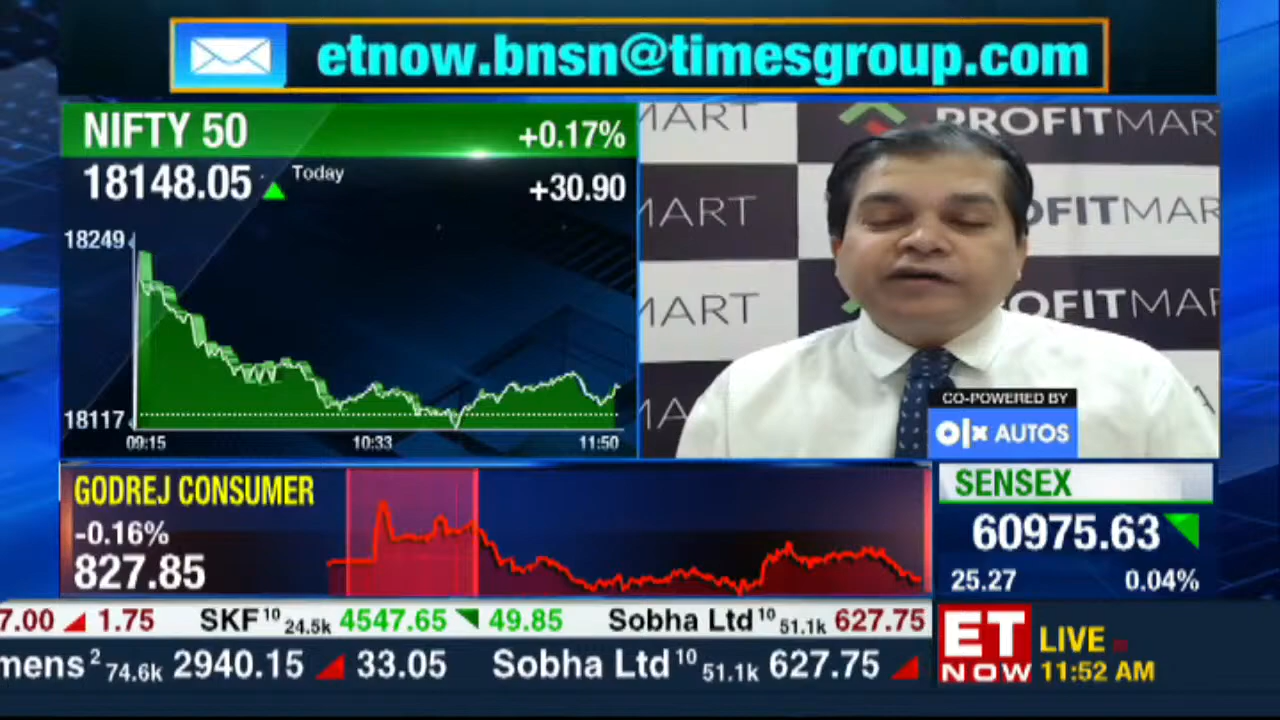 etnow.bnsn@timesgroup.com
NIFTY 50
+0.17%
18148.05
Today
+30.90
18249
18117
09:15
10:33
11:50
MART
PROFITMART
MART
OFITMAR
MART
ROFITMAR
MA
CO-POWERED BY
olx AUTOS
GODREJ CONSUMER
-0.16%
827.85
SENSEX
60975.63
25.27
0.04%
7.00 1.75 SKF 10 24.5k 4547.65 49.85 Sobha Ltd 10 51.1k 627.75
mens 2 74.6k 2940.15 33.05 Sobha Ltd 10 51.1k 627.75
ET NOW
LIVE
11:52 AM